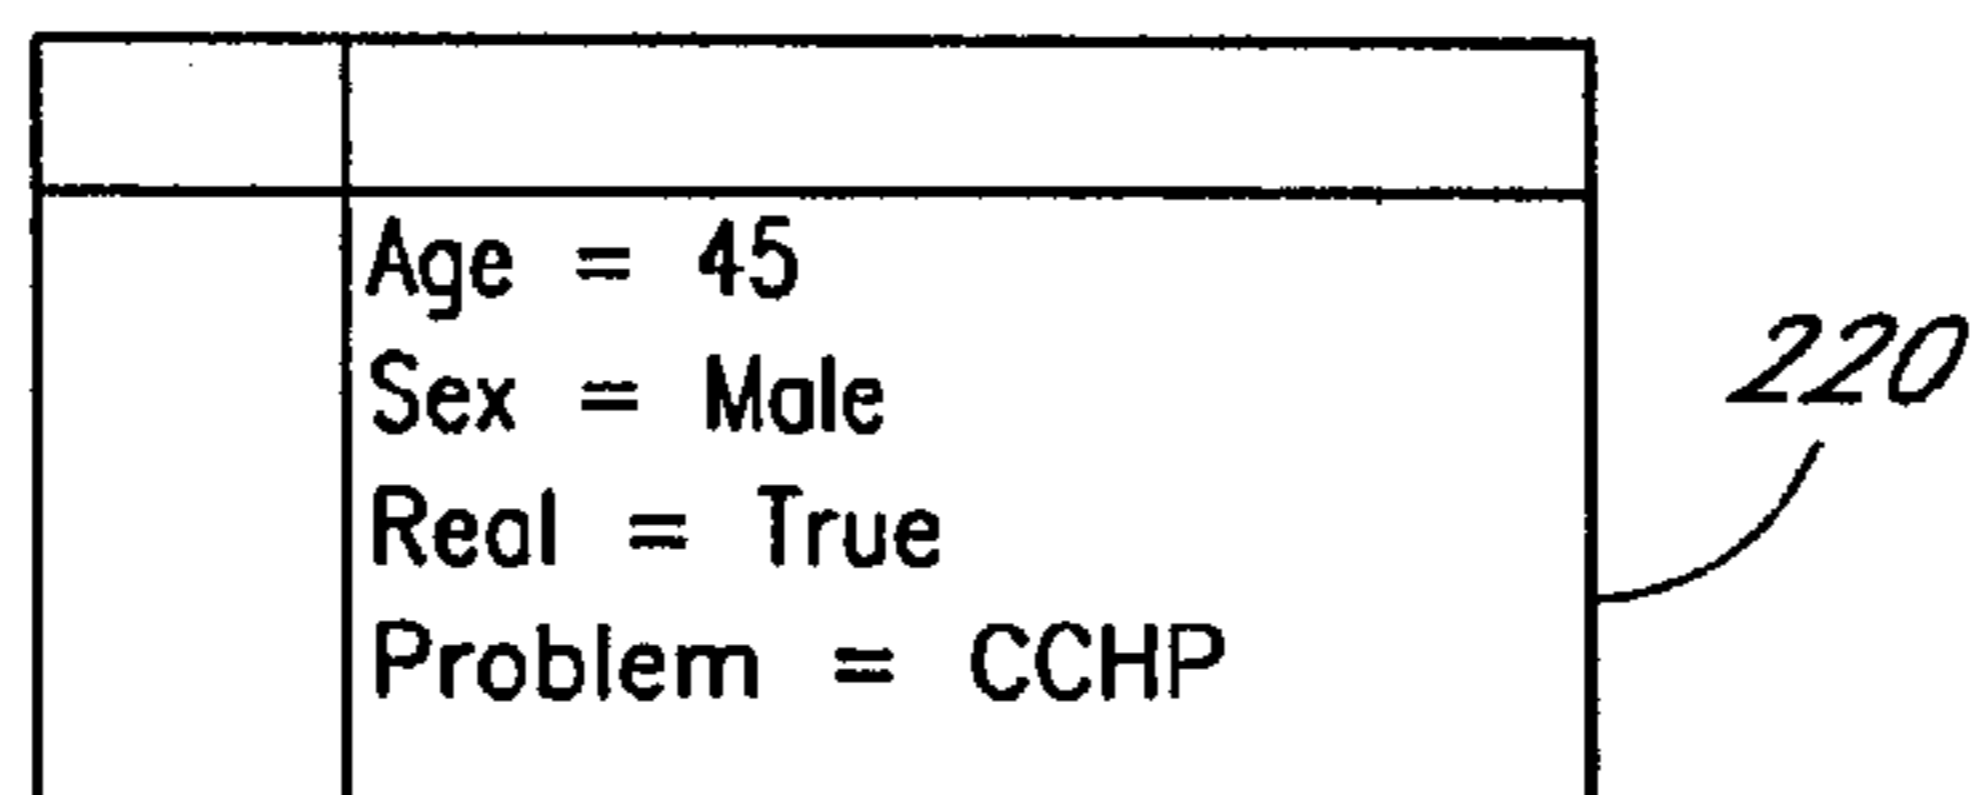 Age = 45
Sex = Male
Real = True
Problem = CCHP
220